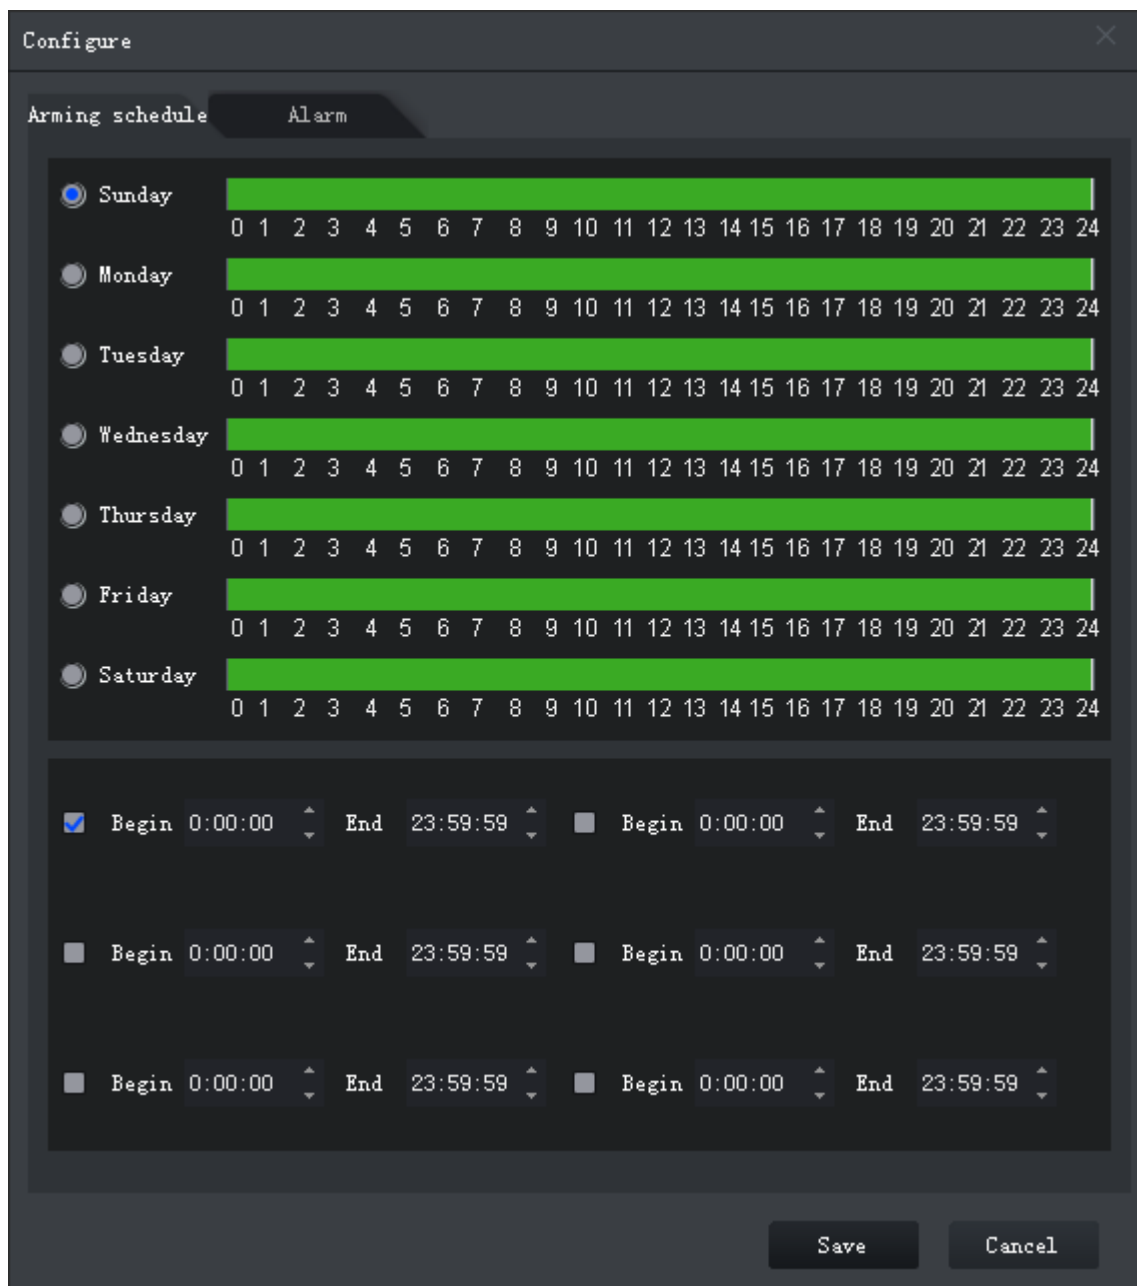 Configure
Arming schedule Alarm
Sunday
0 1 2 3 4 5 6 7 8 9 10 11 12 13 14 15 16 17 18 19 20 21 22 23 24
Monday
0 1 2 3 4 5 6 7 8 9 10 11 12 13 14 15 16 17 18 19 20 21 22 23 24
Tuesday
0 1 2 3 4 5 6 7 8 9 10 11 12 13 14 15 16 17 18 19 20 21 22 23 24
Wednesday
0 1 2 3 4 5 6 7 8 9 10 11 12 13 14 15 16 17 18 19 20 21 22 23 24
Thursday
0 1 2 3 4 5 6 7 8 9 10 11 12 13 14 15 16 17 18 19 20 21 22 23 24
Friday
0 1 2 3 4 5 6 7 8 9 10 11 12 13 14 15 16 17 18 19 20 21 22 23 24
Saturday
0 1 2 3 4 5 6 7 8 9 10 11 12 13 14 15 16 17 18 19 20 21 22 23 24
Begin 0:00:00 End 23:59:59 Begin 0:00:00 End 23:59:59
Begin 0:00:00 End 23:59:59 Begin 0:00:00 End 23:59:59
Begin 0:00:00 End 23:59:59 Begin 0:00:00 End 23:59:59
Save Cancel